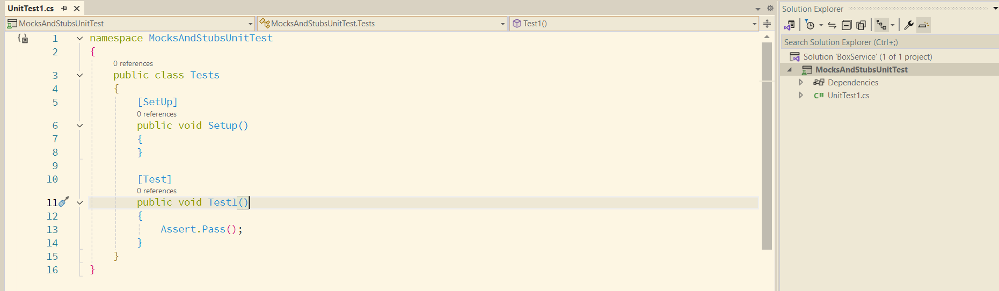 UnitTest1.cs
MocksAndStubsUnitTest
MocksAndStubsUnitTest.Tests
Test1()
1 namespace MocksAndStubsUnitTest
2 {
0 references
3 public class Tests
4 {
5 [SetUp]
0 references
6 public void Setup()
7 {
8 }
9
10 [Test]
0 references
11 public void Test1()
12 {
13 Assert.Pass();
14 }
15 }
16 }
Solution Explorer
Search Solution Explorer (Ctrl+;)
Solution 'BoxService' (1 of 1 project)
MocksAndStubsUnitTest
Dependencies
C# UnitTest1.cs